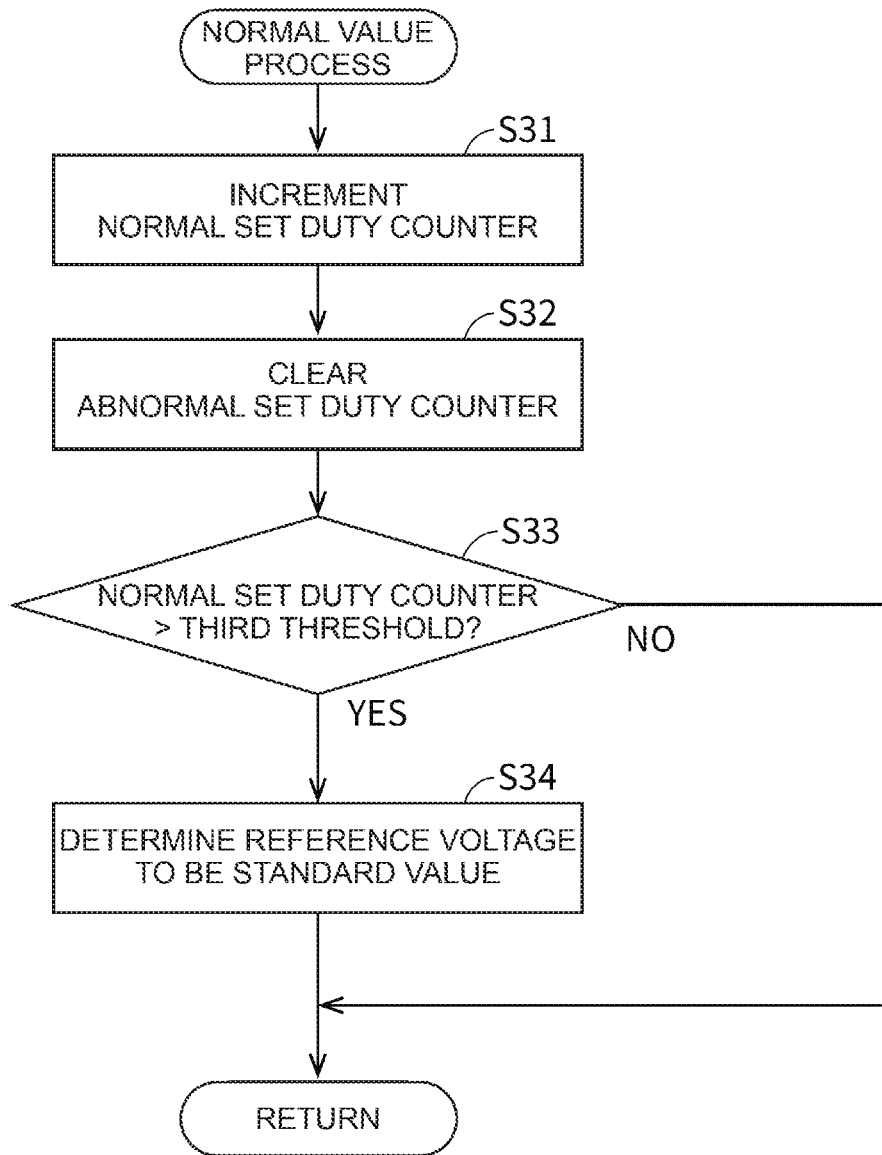 NORMAL VALUE
PROCESS
S31
INCREMENT
NORMAL SET DUTY COUNTER
S32
CLEAR
ABNORMAL SET DUTY COUNTER
S33
NORMAL SET DUTY COUNTER
> THIRD THRESHOLD?
NO
YES
S34
DETERMINE REFERENCE VOLTAGE
TO BE STANDARD VALUE
RETURN